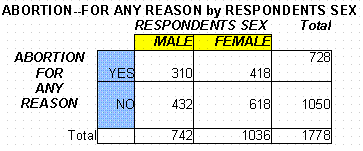 ABORTION--FOR ANY REASON by RESPONDENTS SEX
RESPONDENTS SEX Total
MALE FEMALE
ABORTION FOR ANY REASON
YES 310 418 728
NO 432 618 1050
Total 742 1036 1778